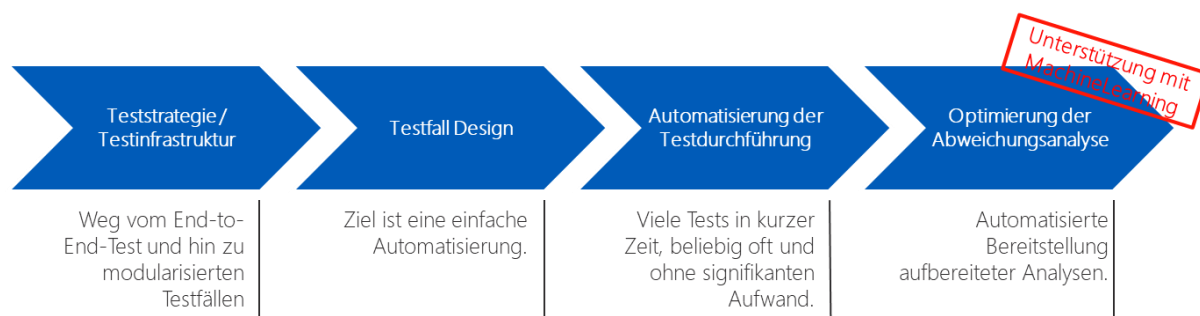 Unterstützung mit
MachineLearning
Teststrategie /
Testinfrastruktur
Testfall Design
Automatisierung der
Testdurchführung
Optimierung der
Abweichungsanalyse
Weg vom End-to-
End-Test und hin zu
modularisierten
Testfällen
Ziel ist eine einfache
Automatisierung.
Viele Tests in kurzer
Zeit, beliebig oft und
ohne signifikanten
Aufwand.
Automatisierte
Bereitstellung
aufbereiteter Analysen.